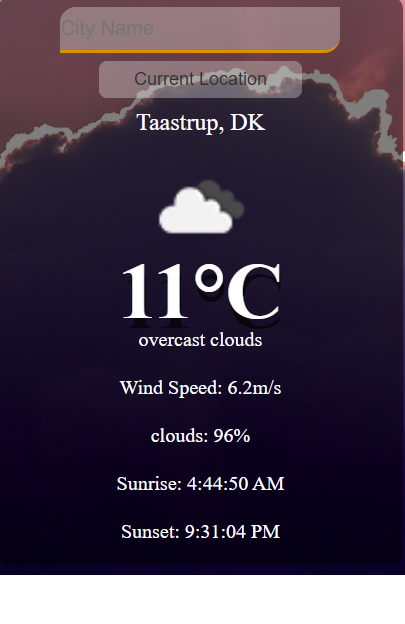 City Name
Current Location
Taastrup, DK
11°C
overcast clouds
Wind Speed: 6.2m/s
clouds: 96%
Sunrise: 4:44:50 AM
Sunset: 9:31:04 PM